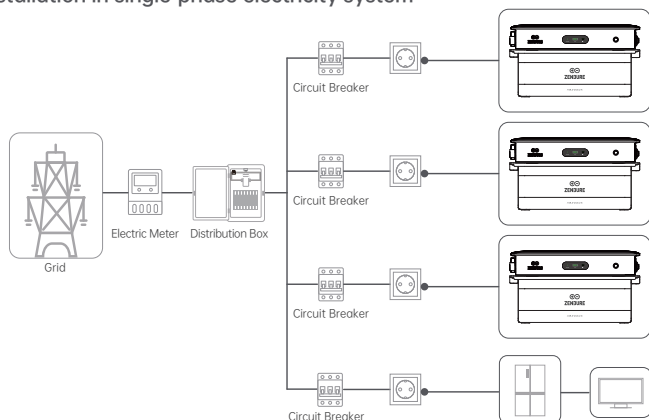 stallation in single-phase electricity system
Circuit Breaker
ZENDURE
Circuit Breaker
ZENDURE
Electric Meter
Distribution Box
Grid
Circuit Breaker
ZENDURE
Circuit Breaker